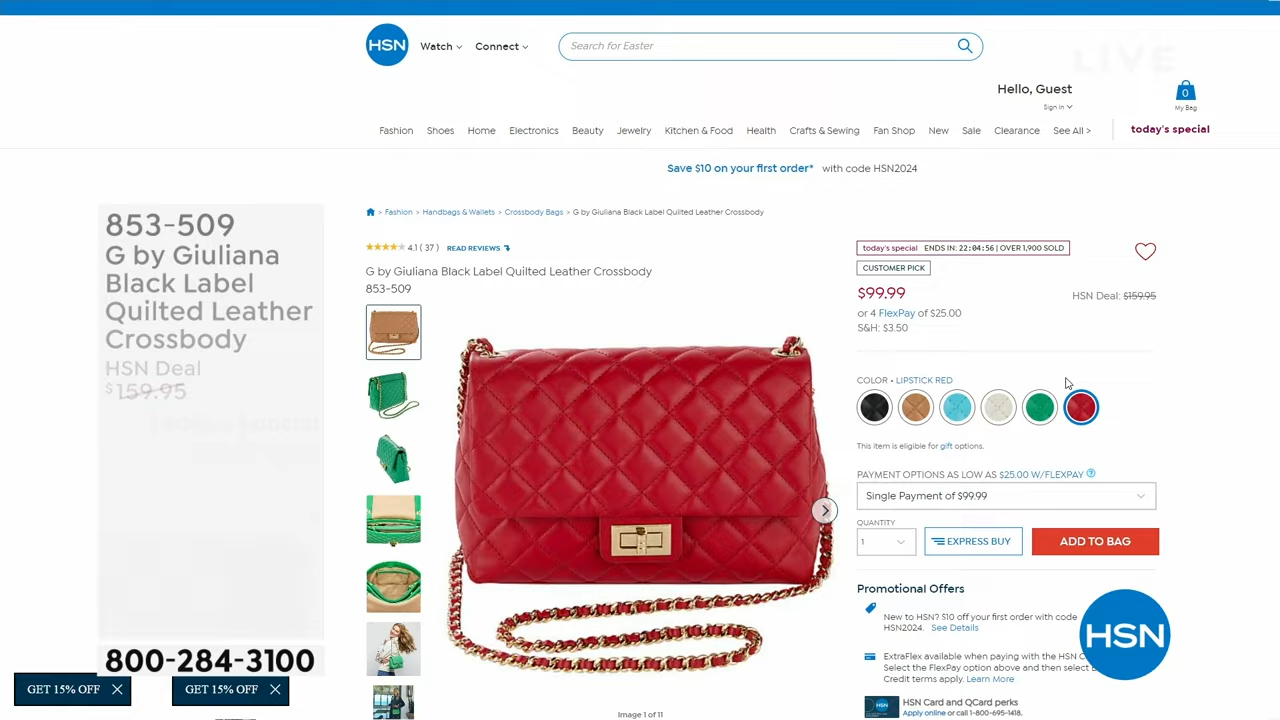 HSN
Watch
Connect
Search for Easter
LIVE
Hello, Guest
Sign in
0
My Bag
Fashion Shoes Home Electronics Beauty Jewelry Kitchen & Food Health Crafts & Sewing Fan Shop New Sale Clearance See All > today's special
Save $10 on your first order* with code HSN2024
853-509
G by Giuliana
Black Label
Quilted Leather
Crossbody
HSN Deal
$159.95
800-284-3100
GET 15% OFF X
GET 15% OFF X
> Fashion > Handbags & Wallets > Crossbody Bags > G by Giuliana Black Label Quilted Leather Crossbody
4.1 ( 37 ) READ REVIEWS
G by Giuliana Black Label Quilted Leather Crossbody
853-509
Image 1 of 11
today's special ENDS IN: 22:04:56 | OVER 1,900 SOLD
CUSTOMER PICK
$99.99 HSN Deal: $159.95
or 4 FlexPay of $25.00
S&H: $3.50
COLOR • LIPSTICK RED
This item is eligible for gift options.
PAYMENT OPTIONS AS LOW AS $25.00 W/FLEXPAY ?
Single Payment of $99.99
QUANTITY
1
EXPRESS BUY
ADD TO BAG
Promotional Offers
New to HSN? $10 off your first order with code
HSN2024. See Details
ExtraFlex available when paying with the HSN
Select the FlexPay option above and then select
Credit terms apply. Learn More
HSN
HSN
HSN Card and QCard perks
Apply online or call 1-800-695-1418.